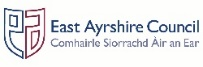 East Ayrshire Council
Comhairle Siorrachd Àir an Ear